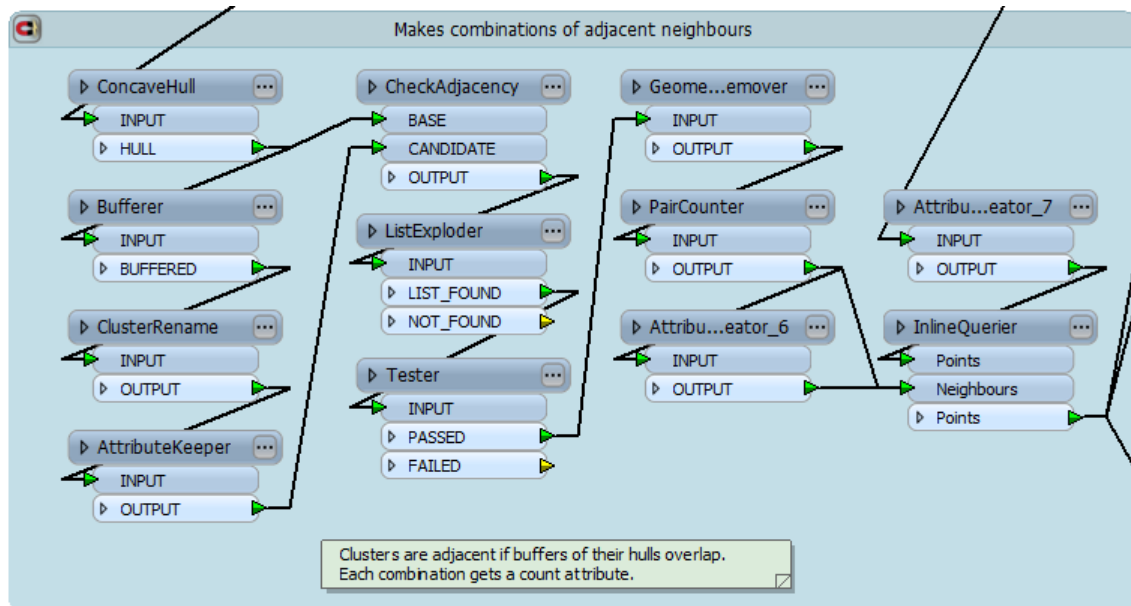 Makes combinations of adjacent neighbours
ConcaveHull
INPUT
HULL
Bufferer
INPUT
BUFFERED
ClusterRename
INPUT
OUTPUT
AttributeKeeper
INPUT
OUTPUT
CheckAdjacency
BASE
CANDIDATE
OUTPUT
ListExploder
INPUT
LIST_FOUND
NOT_FOUND
Tester
INPUT
PASSED
FAILED
Geome...emover
INPUT
OUTPUT
PairCounter
INPUT
OUTPUT
Attribu...eator_6
INPUT
OUTPUT
Attribu...eator_7
INPUT
OUTPUT
InlineQuerier
Points
Neighbours
Points
Clusters are adjacent if buffers of their hulls overlap.
Each combination gets a count attribute.